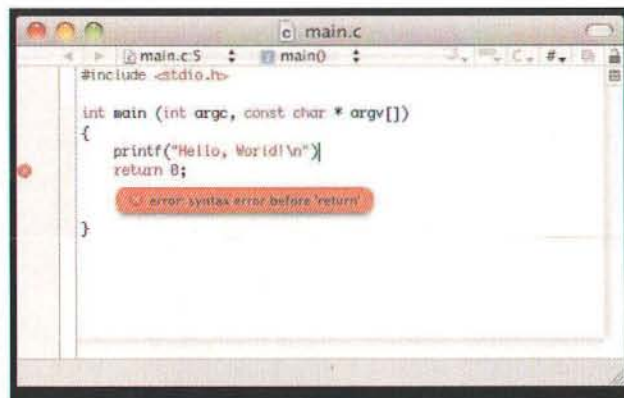 c main.c
main.c:5 main() C #
#include <stdio.h>
int main (int argc, const char * argv[])
{
printf("Hello, World!\n")
return 0;
error: syntax error before 'return'
}